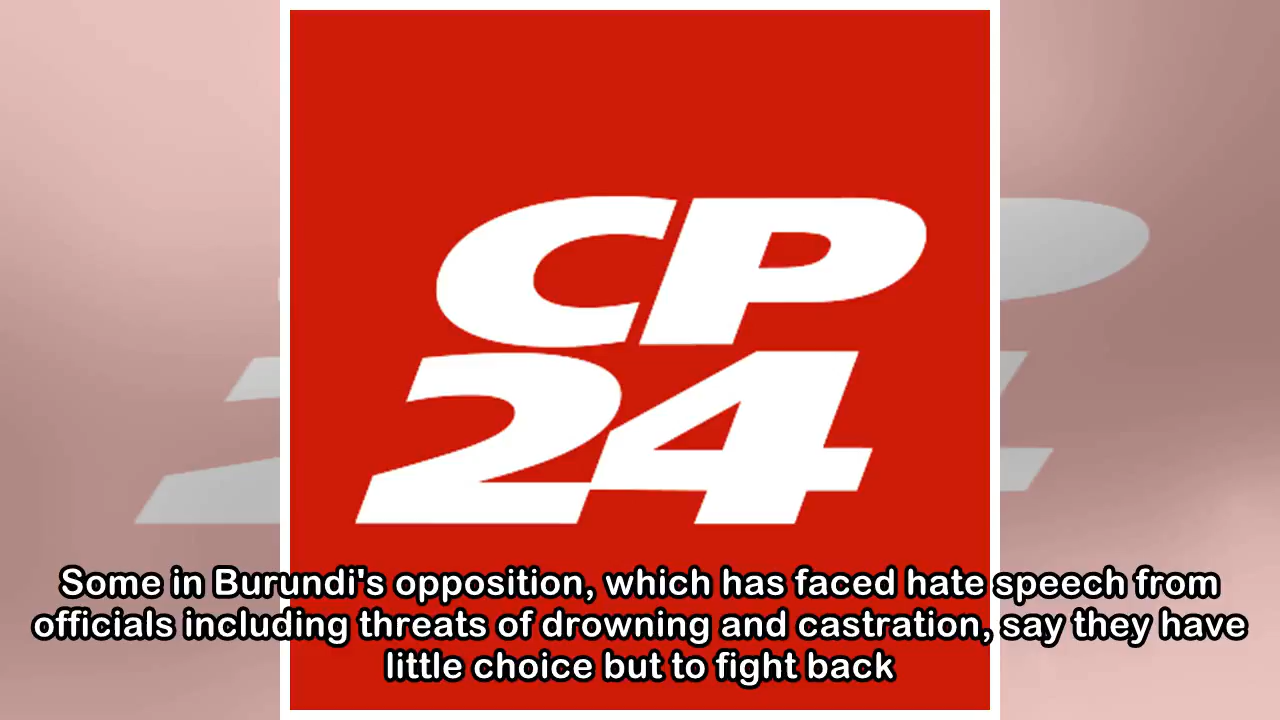 CP
24
Some in Burundi's opposition, which has faced hate speech from
officials including threats of drowning and castration, say they have
little choice but to fight back